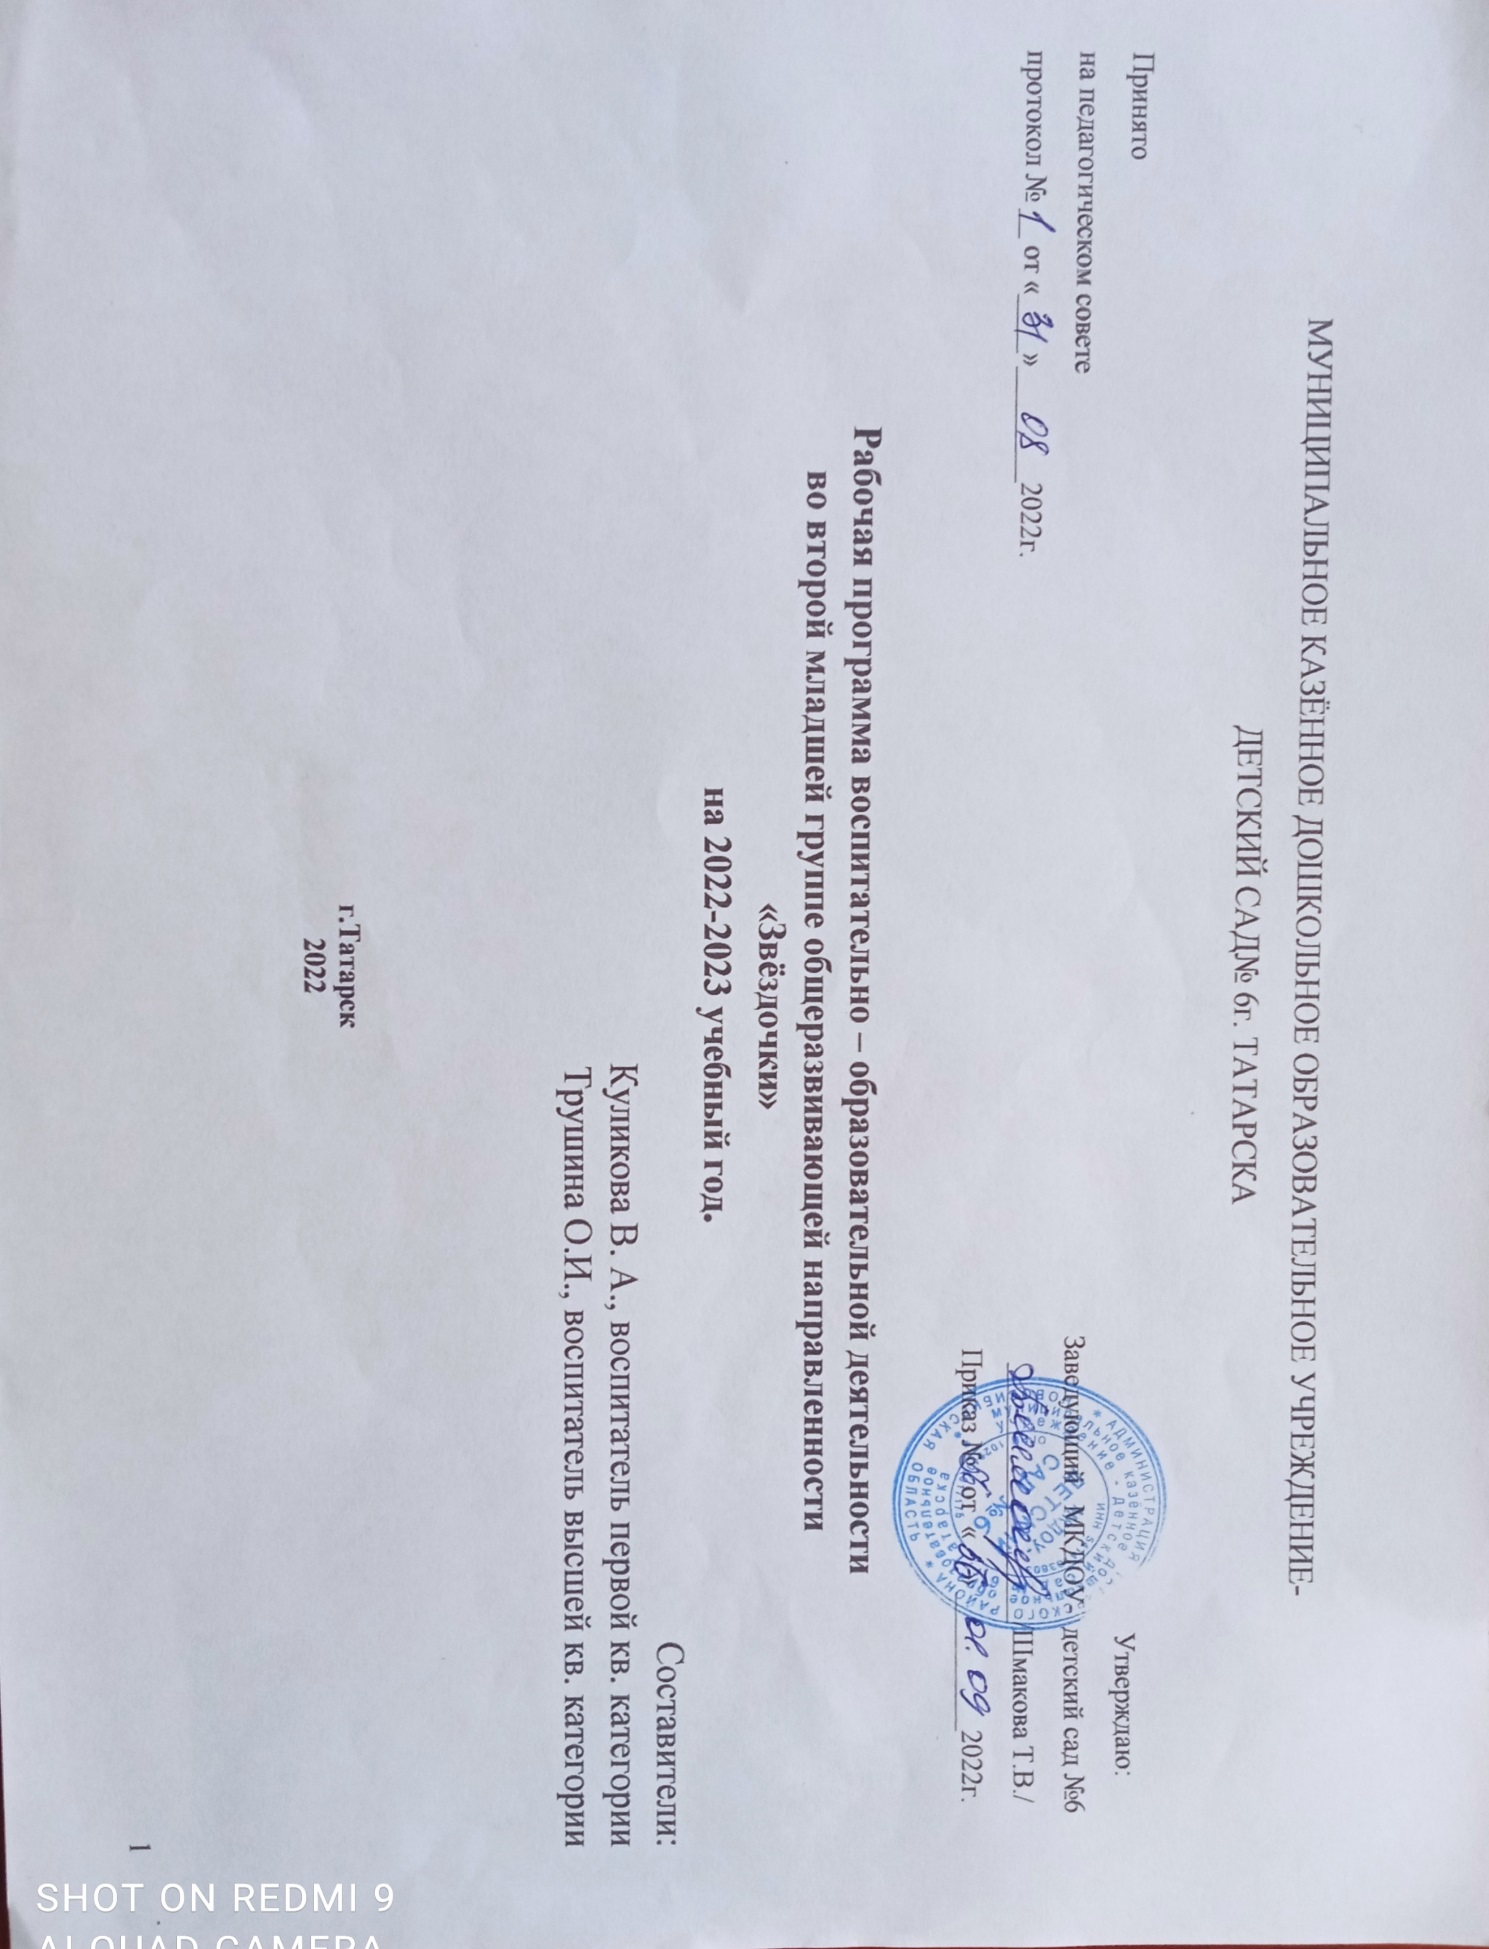 МУНИЦИПАЛЬНОЕ КАЗЁННОЕ ДОШКОЛЬНОЕ ОБРАЗОВАТЕЛЬНОЕ УЧРЕЖДЕНИЕ-
ДЕТСКИЙ САД№ 6г. ТАТАРСКА
Принято
на педагогическом совете
протокол № 1 от « 31 » 08 2022г.
Утверждаю:
Заведующий МКДОУ- детский сад №6
Шмакова Т.В./
Приказ № от « 01. 09 2022г.
Рабочая программа воспитательно – образовательной деятельности
во второй младшей группе общеразвивающей направленности
«Звёздочки»
на 2022-2023 учебный год.
Составители:
Куликова В. А., воспитатель первой кв. категории
Трушина О.И., воспитатель высшей кв. категории
г.Татарск
2022
1
SHOT ON REDMI 9
AI QUAD CAMERA